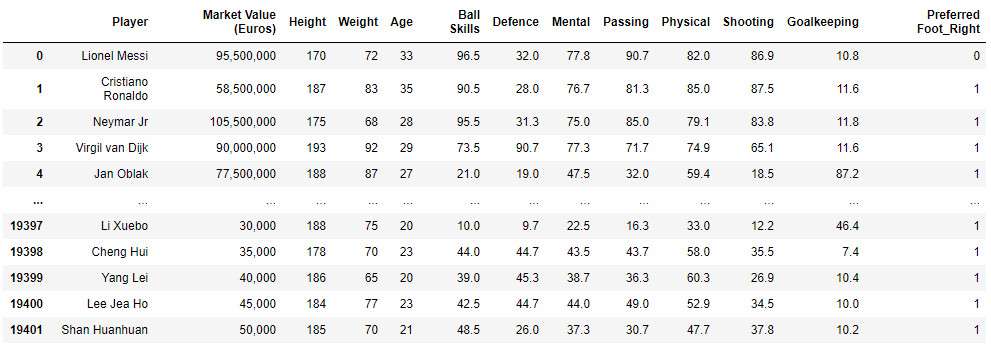 Player Market Value (Euros) Height Weight Age Ball Skills Defence Mental Passing Physical Shooting Goalkeeping Preferred Foot_Right
0 Lionel Messi 95,500,000 170 72 33 96.5 32.0 77.8 90.7 82.0 86.9 10.8 0
1 Cristiano Ronaldo 58,500,000 187 83 35 90.5 28.0 76.7 81.3 85.0 87.5 11.6 1
2 Neymar Jr 105,500,000 175 68 28 95.5 31.3 75.0 85.0 79.1 83.8 11.8 1
3 Virgil van Dijk 90,000,000 193 92 29 73.5 90.7 77.3 71.7 74.9 65.1 11.6 1
4 Jan Oblak 77,500,000 188 87 27 21.0 19.0 47.5 32.0 59.4 18.5 87.2 1
... ... ... ... ... ... ... ... ... ... ... ... ... ...
19397 Li Xuebo 30,000 188 75 20 10.0 9.7 22.5 16.3 33.0 12.2 46.4 1
19398 Cheng Hui 35,000 178 70 23 44.0 44.7 43.5 43.7 58.0 35.5 7.4 1
19399 Yang Lei 40,000 186 65 20 39.0 45.3 38.7 36.3 60.3 26.9 10.4 1
19400 Lee Jea Ho 45,000 184 77 23 42.5 44.7 44.0 49.0 52.9 34.5 10.0 1
19401 Shan Huanhuan 50,000 185 70 21 48.5 26.0 37.3 30.7 47.7 37.8 10.2 1